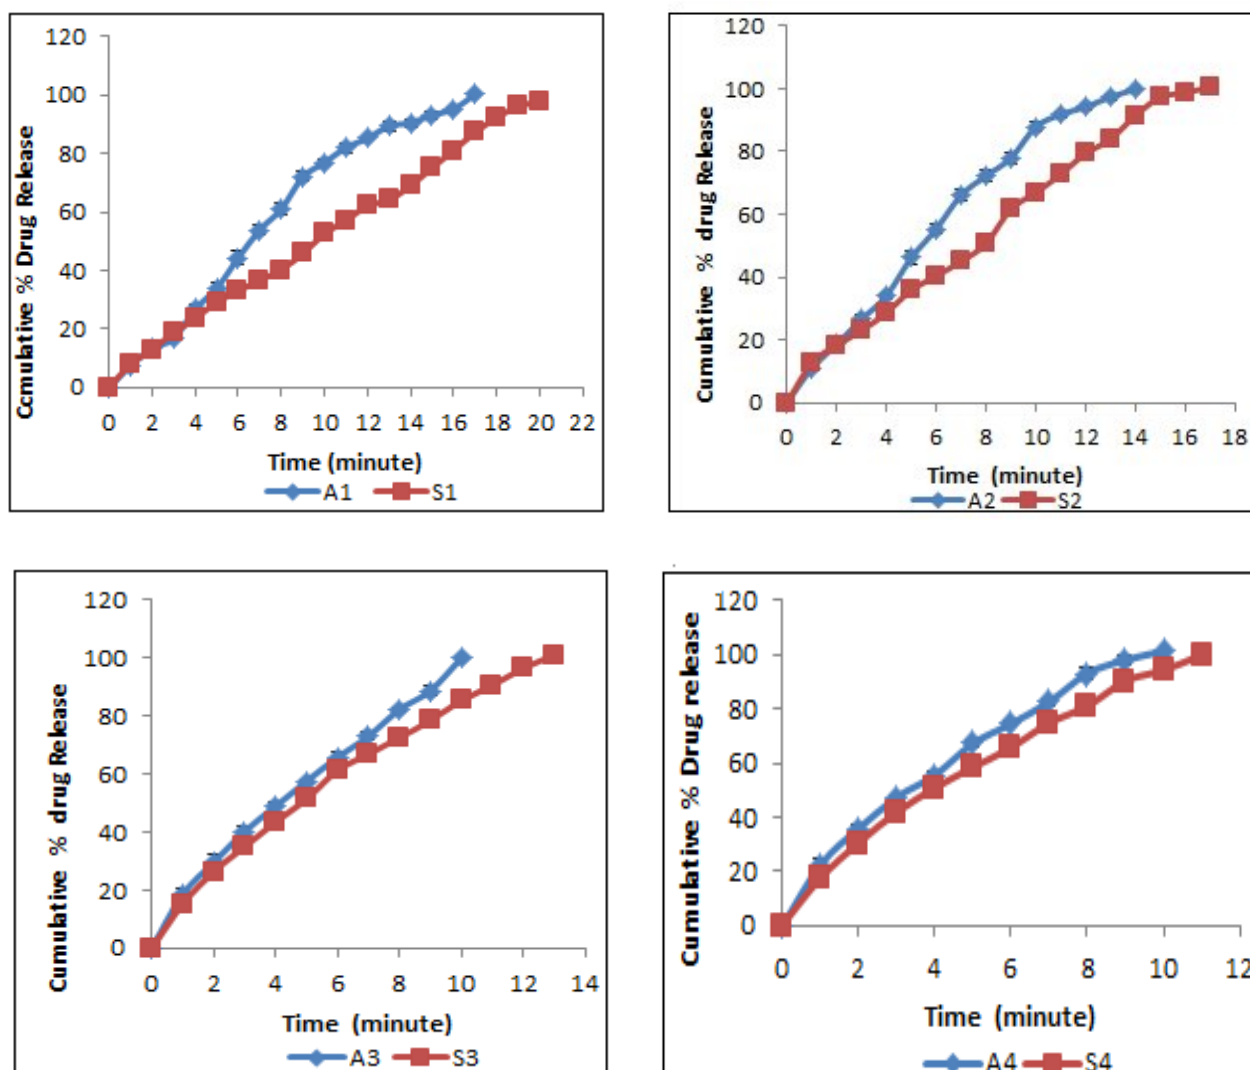 120
100
80
60
40
20
0
0 2 4 6 8 10 12 14 16 18 20 22
Ccmulative % Drug Release
Time (minute)
A1 S1
120
100
80
60
40
20
0
0 2 4 6 8 10 12 14 16 18
Cumulative % drug Release
Time (minute)
A2 S2
120
100
80
60
40
20
0
0 2 4 6 8 10 12 14
Cumulative % drug Release
Time (minute)
A3 S3
120
100
80
60
40
20
0
0 2 4 6 8 10 12
Cumulative % Drug release
Time (minute)
A4 S4